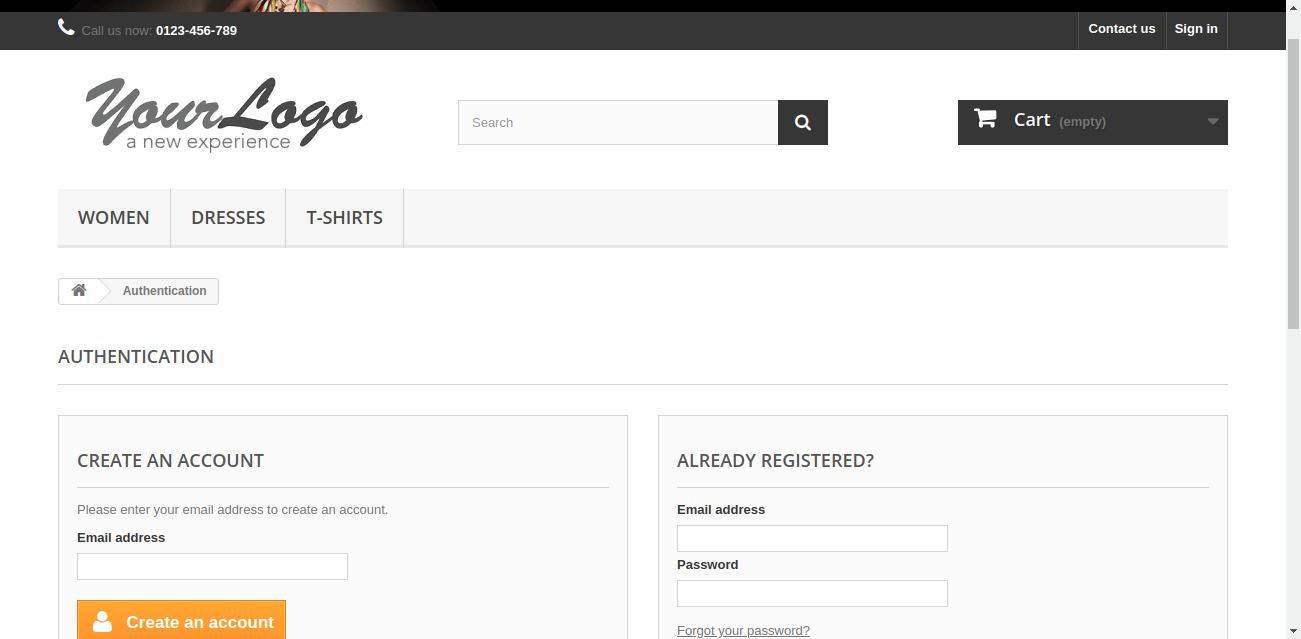 Call us now: 0123-456-789
Contact us
Sign in
YourLogo
a new experience
Search
Cart (empty)
WOMEN
DRESSES
T-SHIRTS
Authentication
AUTHENTICATION
CREATE AN ACCOUNT
Please enter your email address to create an account.
Email address
Create an account
ALREADY REGISTERED?
Email address
Password
Forgot your password?